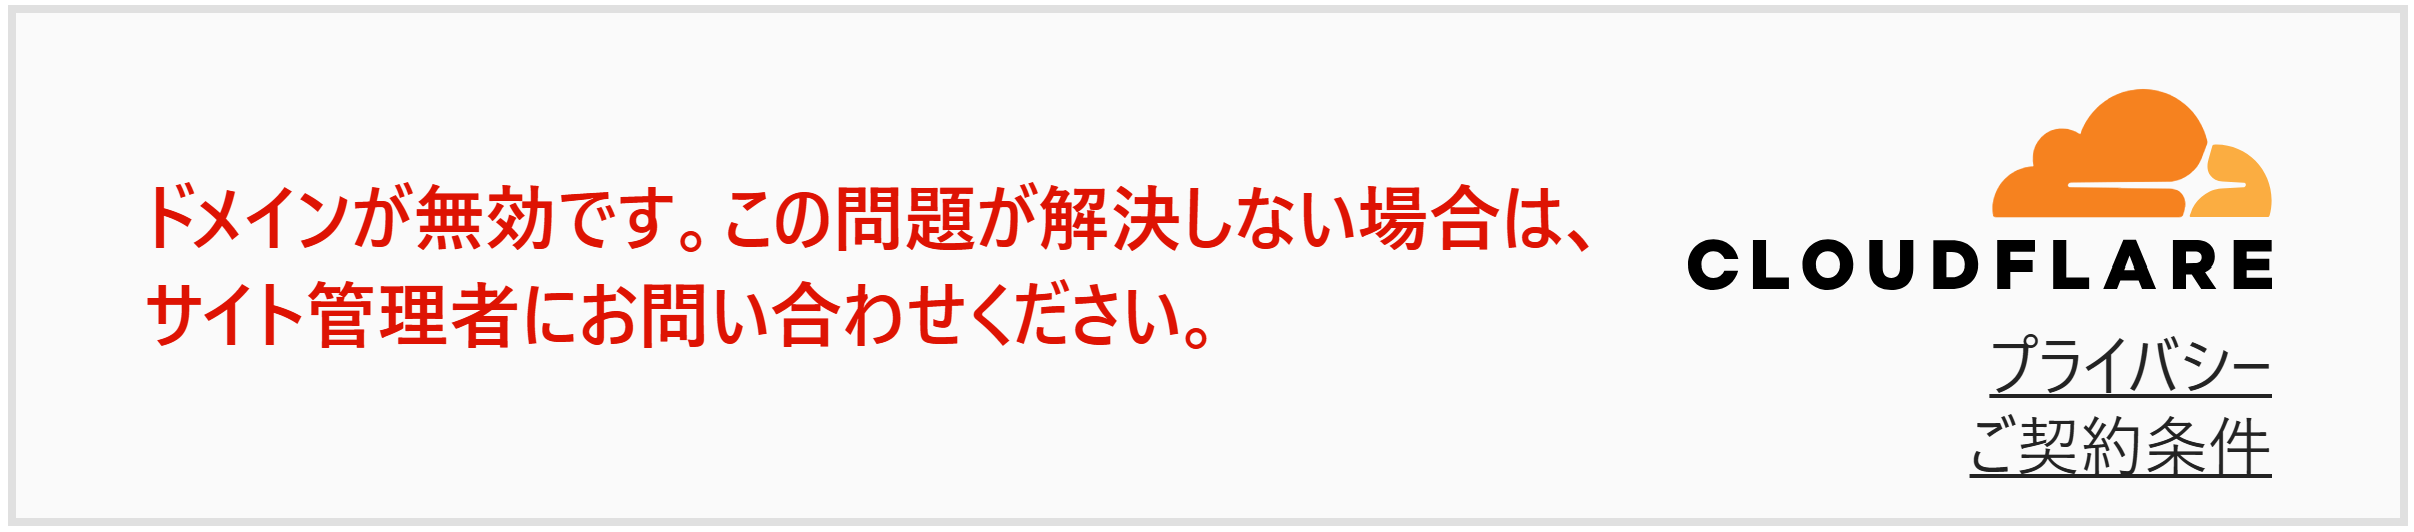 ドメインが無効です。この問題が解決しない場合は、
サイト管理者にお問い合わせください。
CLOUDFLARE
プライバシー
ご契約条件